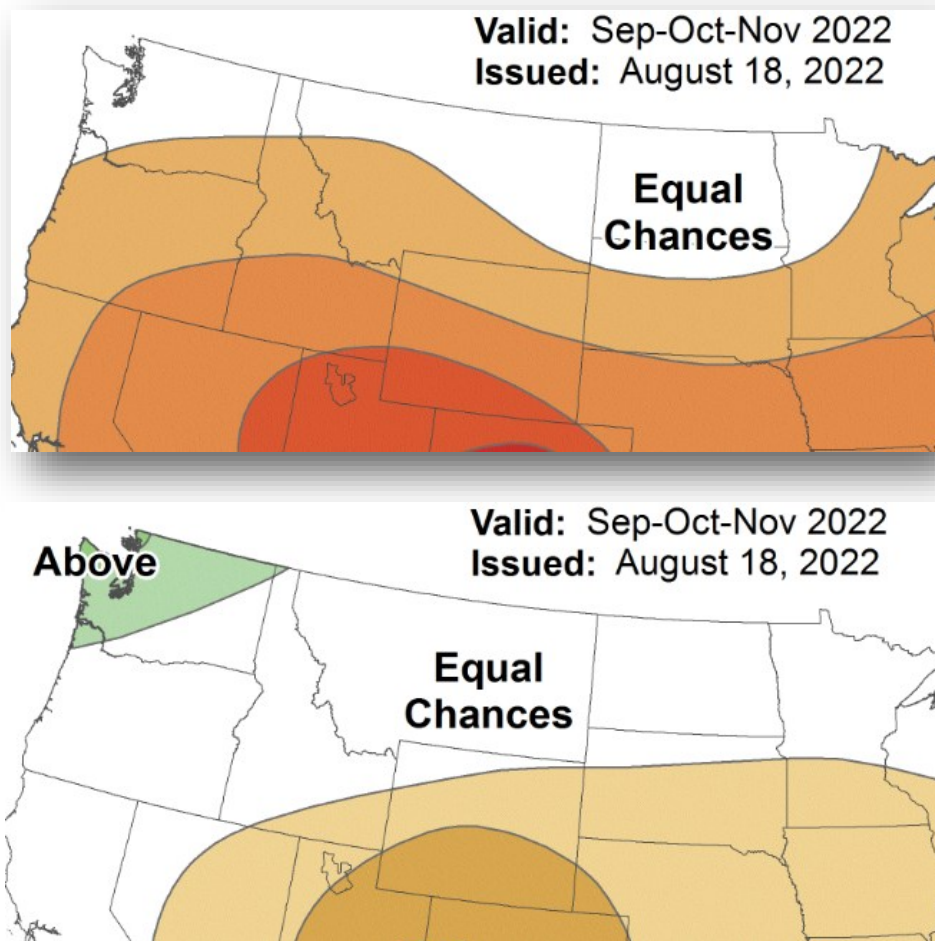 Valid: Sep-Oct-Nov 2022
Issued: August 18, 2022
Equal
Chances
Valid: Sep-Oct-Nov 2022
Issued: August 18, 2022
Above
Equal
Chances